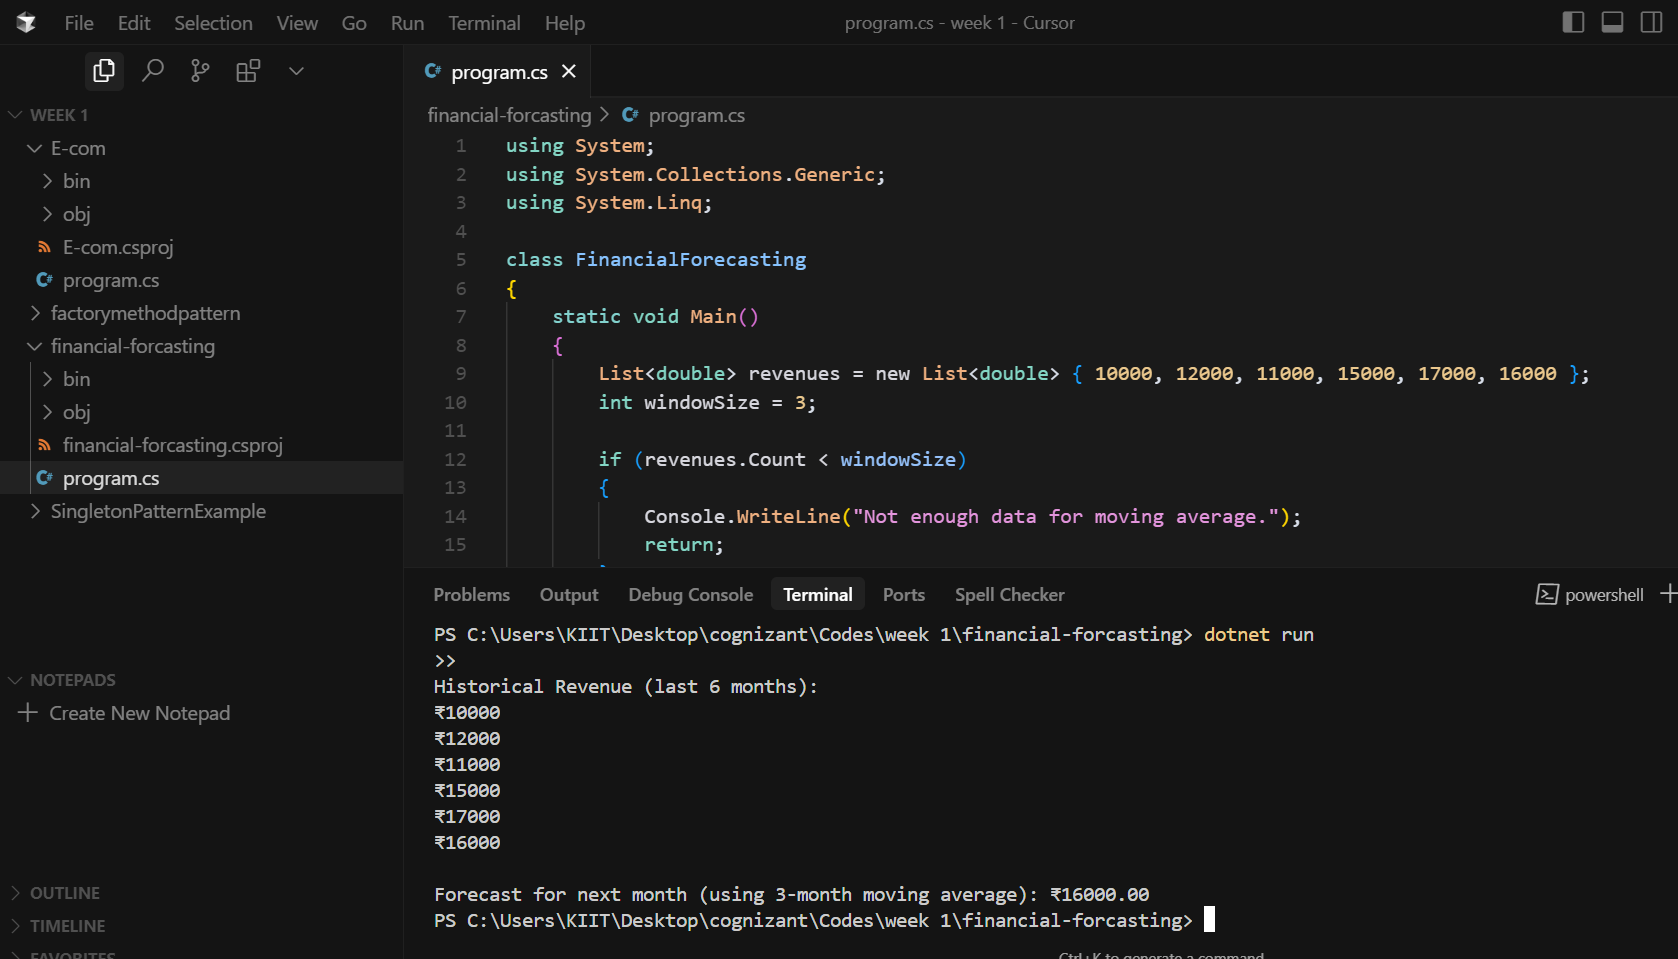 File Edit Selection View Go Run Terminal Help
program.cs - week 1 - Cursor
WEEK 1
E-com
bin
obj
E-com.csproj
program.cs
factorymethodpattern
financial-forcasting
bin
obj
financial-forcasting.csproj
program.cs
SingletonPatternExample
NOTEPADS
Create New Notepad
OUTLINE
TIMELINE
FAVORITES
program.cs
financial-forcasting > program.cs
1 using System;
2 using System.Collections.Generic;
3 using System.Linq;
4
5 class FinancialForecasting
6 {
7 static void Main()
8 {
9 List<double> revenues = new List<double> { 10000, 12000, 11000, 15000, 17000, 16000 };
10 int windowSize = 3;
11
12 if (revenues.Count < windowSize)
13 {
14 Console.WriteLine("Not enough data for moving average.");
15 return;
Problems Output Debug Console Terminal Ports Spell Checker
powershell
PS C:\Users\KIIT\Desktop\cognizant\Codes\week 1\financial-forcasting> dotnet run
>>
Historical Revenue (last 6 months):
₹10000
₹12000
₹11000
₹15000
₹17000
₹16000
Forecast for next month (using 3-month moving average): ₹16000.00
PS C:\Users\KIIT\Desktop\cognizant\Codes\week 1\financial-forcasting>
Ctrl+K to generate a command